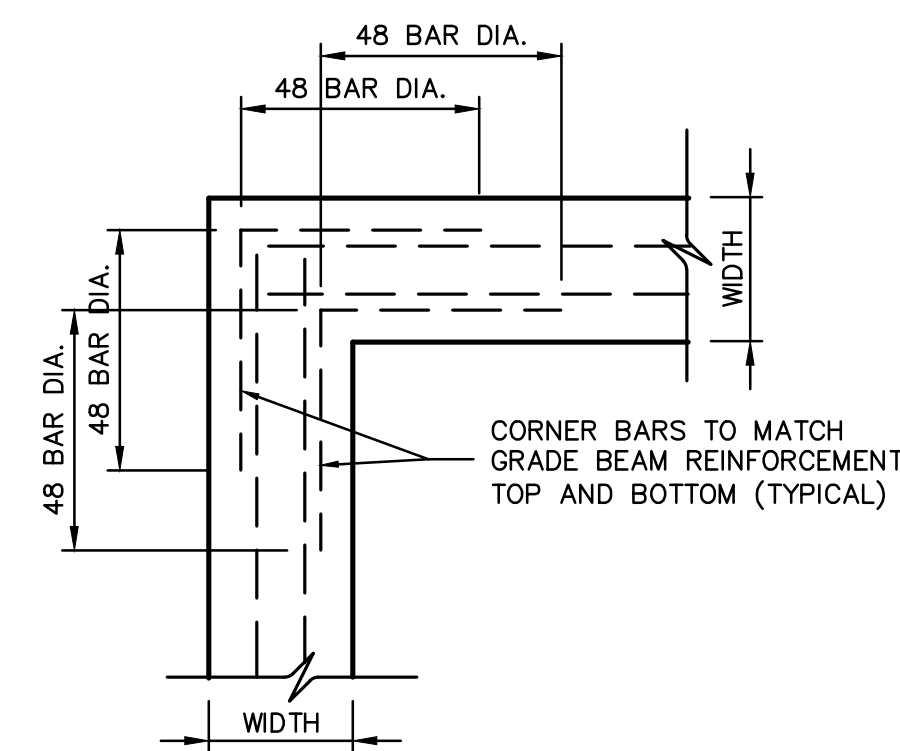 48 BAR DIA.
48 BAR DIA.
WIDTH
48 BAR DIA.
48 BAR DIA.
CORNER BARS TO MATCH
GRADE BEAM REINFORCEMENT
TOP AND BOTTOM (TYPICAL)
WIDTH